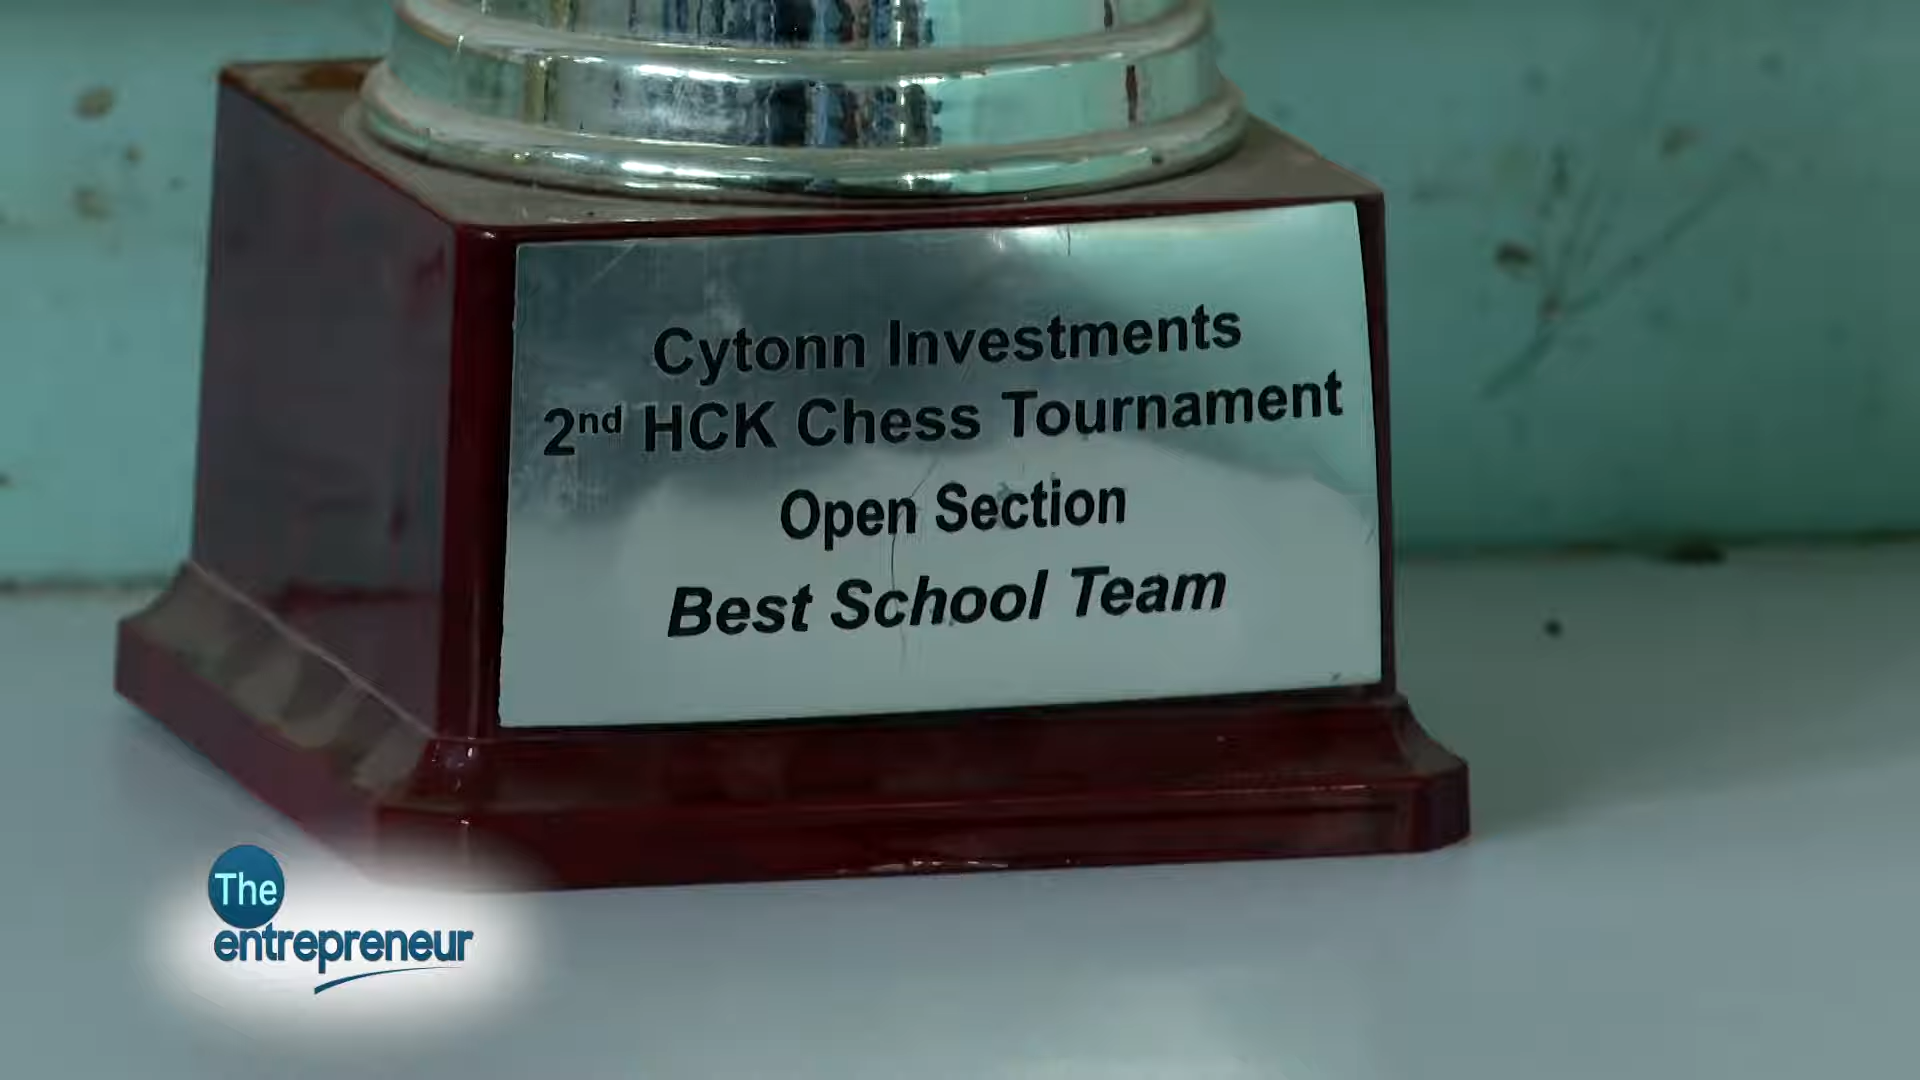 Cytonn Investments
2nd HCK Chess Tournament
Open Section
Best School Team
The
entrepreneur